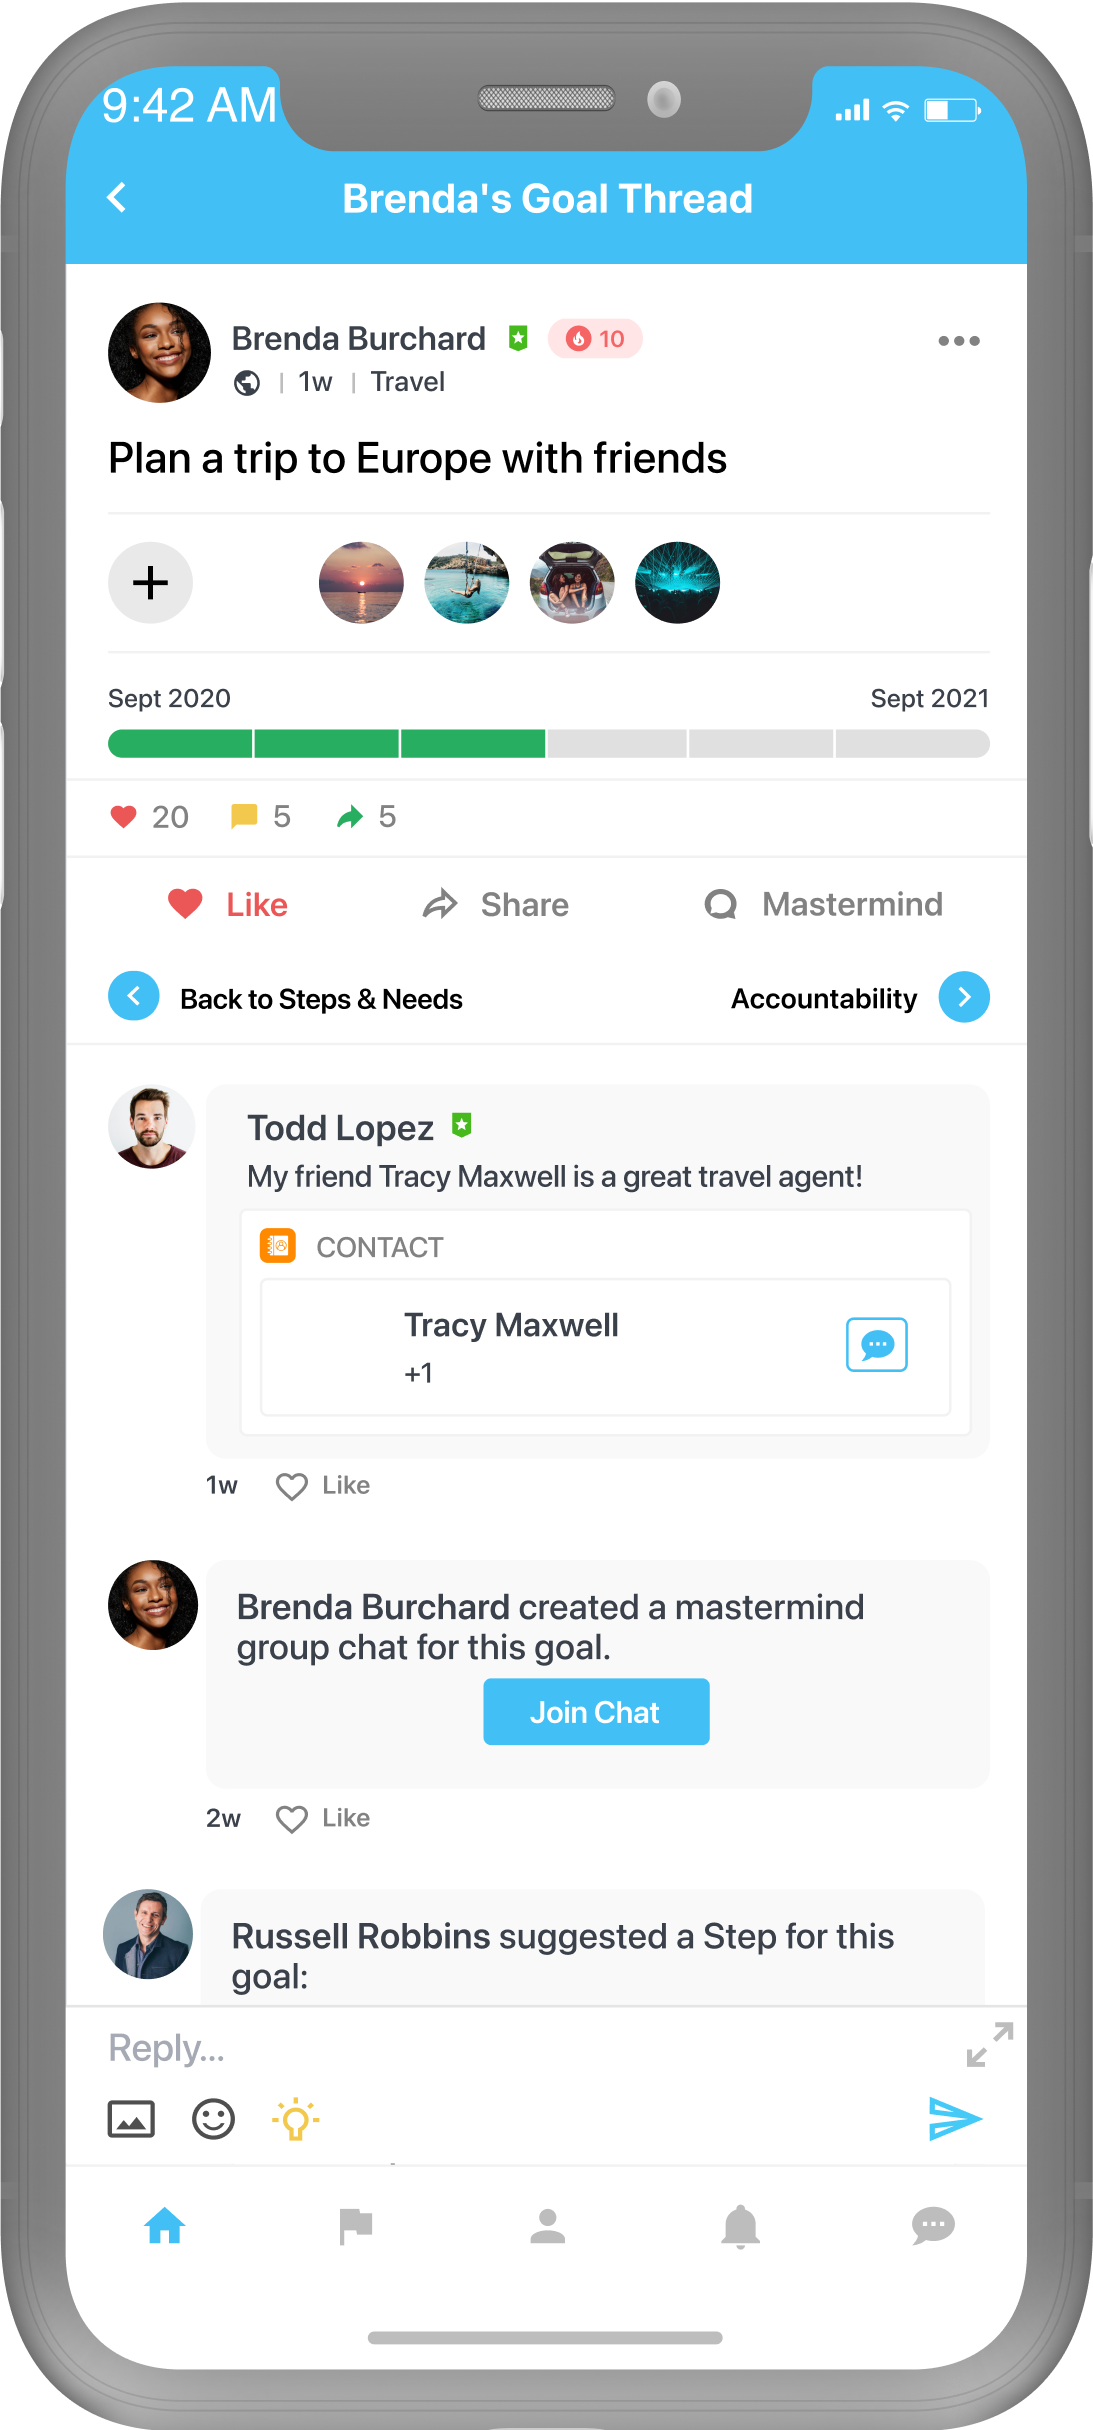 9:42 AM
Brenda's Goal Thread
Brenda Burchard 10
1w | Travel
Plan a trip to Europe with friends
Sept 2020 Sept 2021
20 5 5
Like Share Mastermind
Back to Steps & Needs Accountability
Todd Lopez
My friend Tracy Maxwell is a great travel agent!
CONTACT
Tracy Maxwell
+1
1w Like
Brenda Burchard created a mastermind
group chat for this goal.
Join Chat
2w Like
Russell Robbins suggested a Step for this
goal:
Reply...